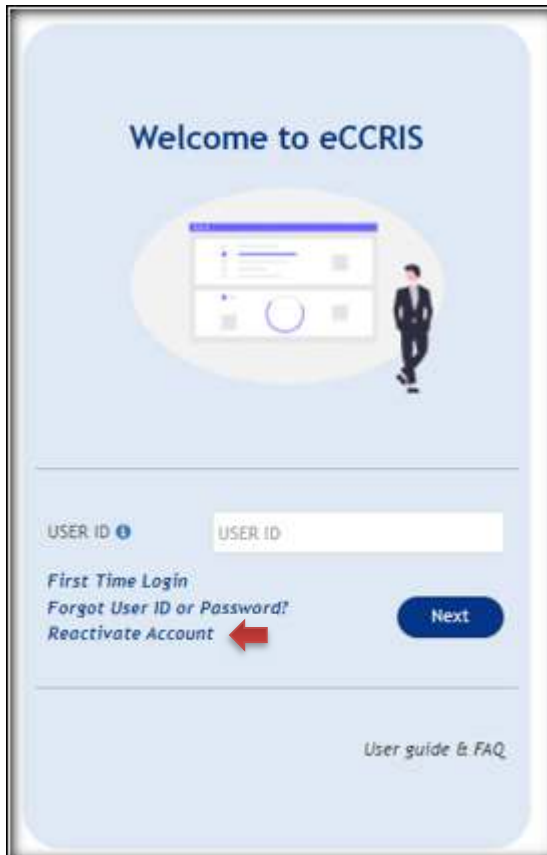 Welcome to eCCRIS
USER ID USER ID
First Time Login
Forgot User ID or Password?
Reactivate Account
Next
User guide & FAQ